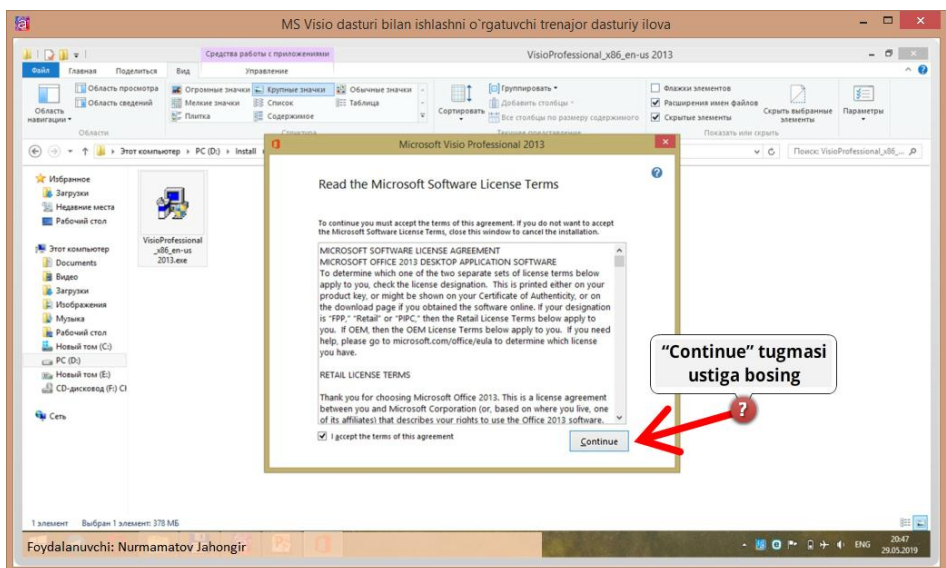 MS Visio dasturi bilan ishlashni o`rgatuvchi trenajor dasturiy ilova
Средства работы с приложениями
VisioProfessional_x86_en-us 2013
Файл Главная Поделиться Вид Управление
Область навигации
Область просмотра
Область сведений
Области
Огромные значки Крупные значки Обычные значки
Мелкие значки Список Таблица
Плитка Содержимое
Структура
Сортировать
Группировать
Добавить столбцы
Все столбцы по размеру содержимого
Текущее представление
Флажки элементов
Расширения имен файлов
Скрытые элементы
Скрыть выбранные элементы
Показать или скрыть
Параметры
Этот компьютер PC (D:) Install
Поиск: VisioProfessional_x86_...
Избранное
Загрузки
Недавние места
Рабочий стол
Этот компьютер
Documents
Видео
Загрузки
Изображения
Музыка
Рабочий стол
Новый том (C:)
PC (D:)
Новый том (E:)
CD-дисковод (F:) CI
Сеть
VisioProfessional
_x86_en-us
2013.exe
Microsoft Visio Professional 2013
Read the Microsoft Software License Terms
To continue you must accept the terms of this agreement. If you do not want to accept
the Microsoft Software License Terms, close this window to cancel the installation.
MICROSOFT SOFTWARE LICENSE AGREEMENT
MICROSOFT OFFICE 2013 DESKTOP APPLICATION SOFTWARE
To determine which one of the two separate sets of license terms below
apply to you, check the license designation. This is printed either on your
product key, or might be shown on your Certificate of Authenticity, or on
the download page if you obtained the software online. If your designation
is "FPP," "Retail" or "PIPC," then the Retail License Terms below apply to
you. If OEM, then the OEM License Terms below apply to you. If you need
help, please go to microsoft.com/office/eula to determine which license
you have.
RETAIL LICENSE TERMS
Thank you for choosing Microsoft Office 2013. This is a license agreement
between you and Microsoft Corporation (or, based on where you live, one
of its affiliates) that describes your rights to use the Office 2013 software.
I accept the terms of this agreement
Continue
“Continue” tugmasi
ustiga bosing
?
1 элемент Выбран 1 элемент: 378 МБ
Foydalanuvchi: Nurmamatov Jahongir
ENG
20:47
29.05.2019